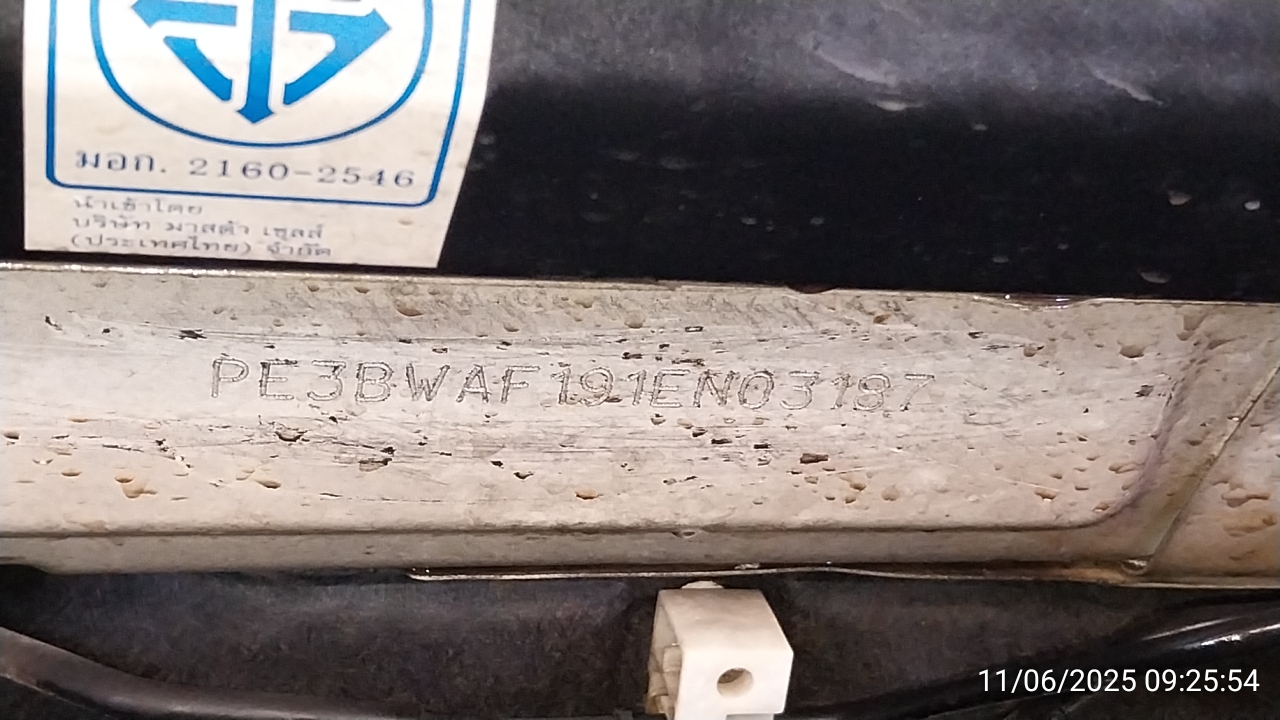 มอก. 2160-2546
นำเข้าโดย
บริษัท มาสด้า เซลส์
(ประเทศไทย) จำกัด
PE3BWAF191EN03187
11/06/2025 09:25:54